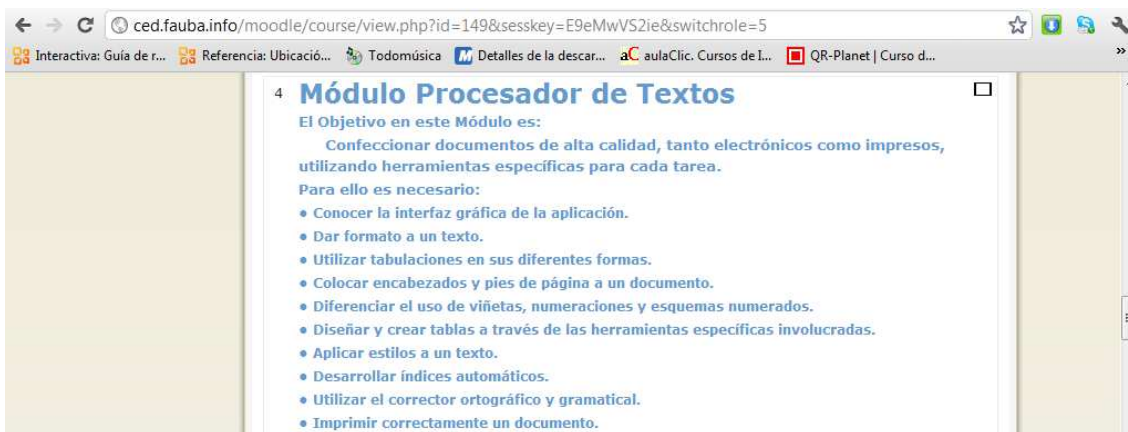 ced.fauba.info/moodle/course/view.php?id=149&sesskey=E9eMwVS2ie&switchrole=5
Interactiva: Guía de r... Referencia: Ubicació... Todomúsica Detalles de la descar... aC aulaClic. Cursos de I... QR-Planet | Curso d... »
4 Módulo Procesador de Textos
El Objetivo en este Módulo es:
Confeccionar documentos de alta calidad, tanto electrónicos como impresos,
utilizando herramientas específicas para cada tarea.
Para ello es necesario:
• Conocer la interfaz gráfica de la aplicación.
• Dar formato a un texto.
• Utilizar tabulaciones en sus diferentes formas.
• Colocar encabezados y pies de página a un documento.
• Diferenciar el uso de viñetas, numeraciones y esquemas numerados.
• Diseñar y crear tablas a través de las herramientas específicas involucradas.
• Aplicar estilos a un texto.
• Desarrollar índices automáticos.
• Utilizar el corrector ortográfico y gramatical.
• Imprimir correctamente un documento.